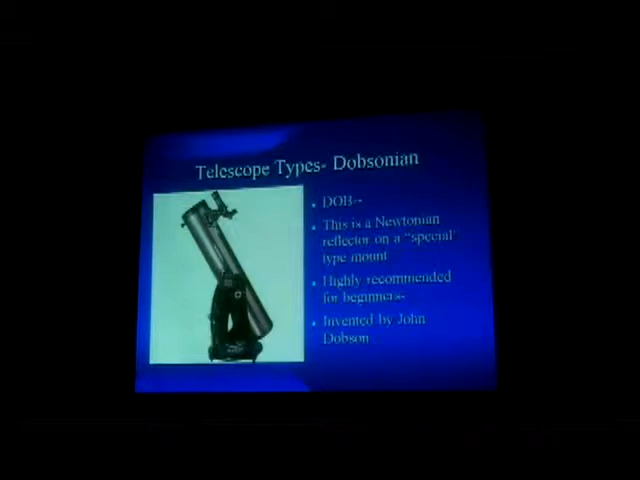 Telescope Types- Dobsonian
DOB--
This is a Newtonian
reflector on a "special"
type mount
Highly recommended
for beginners-
Invented by John
Dobson